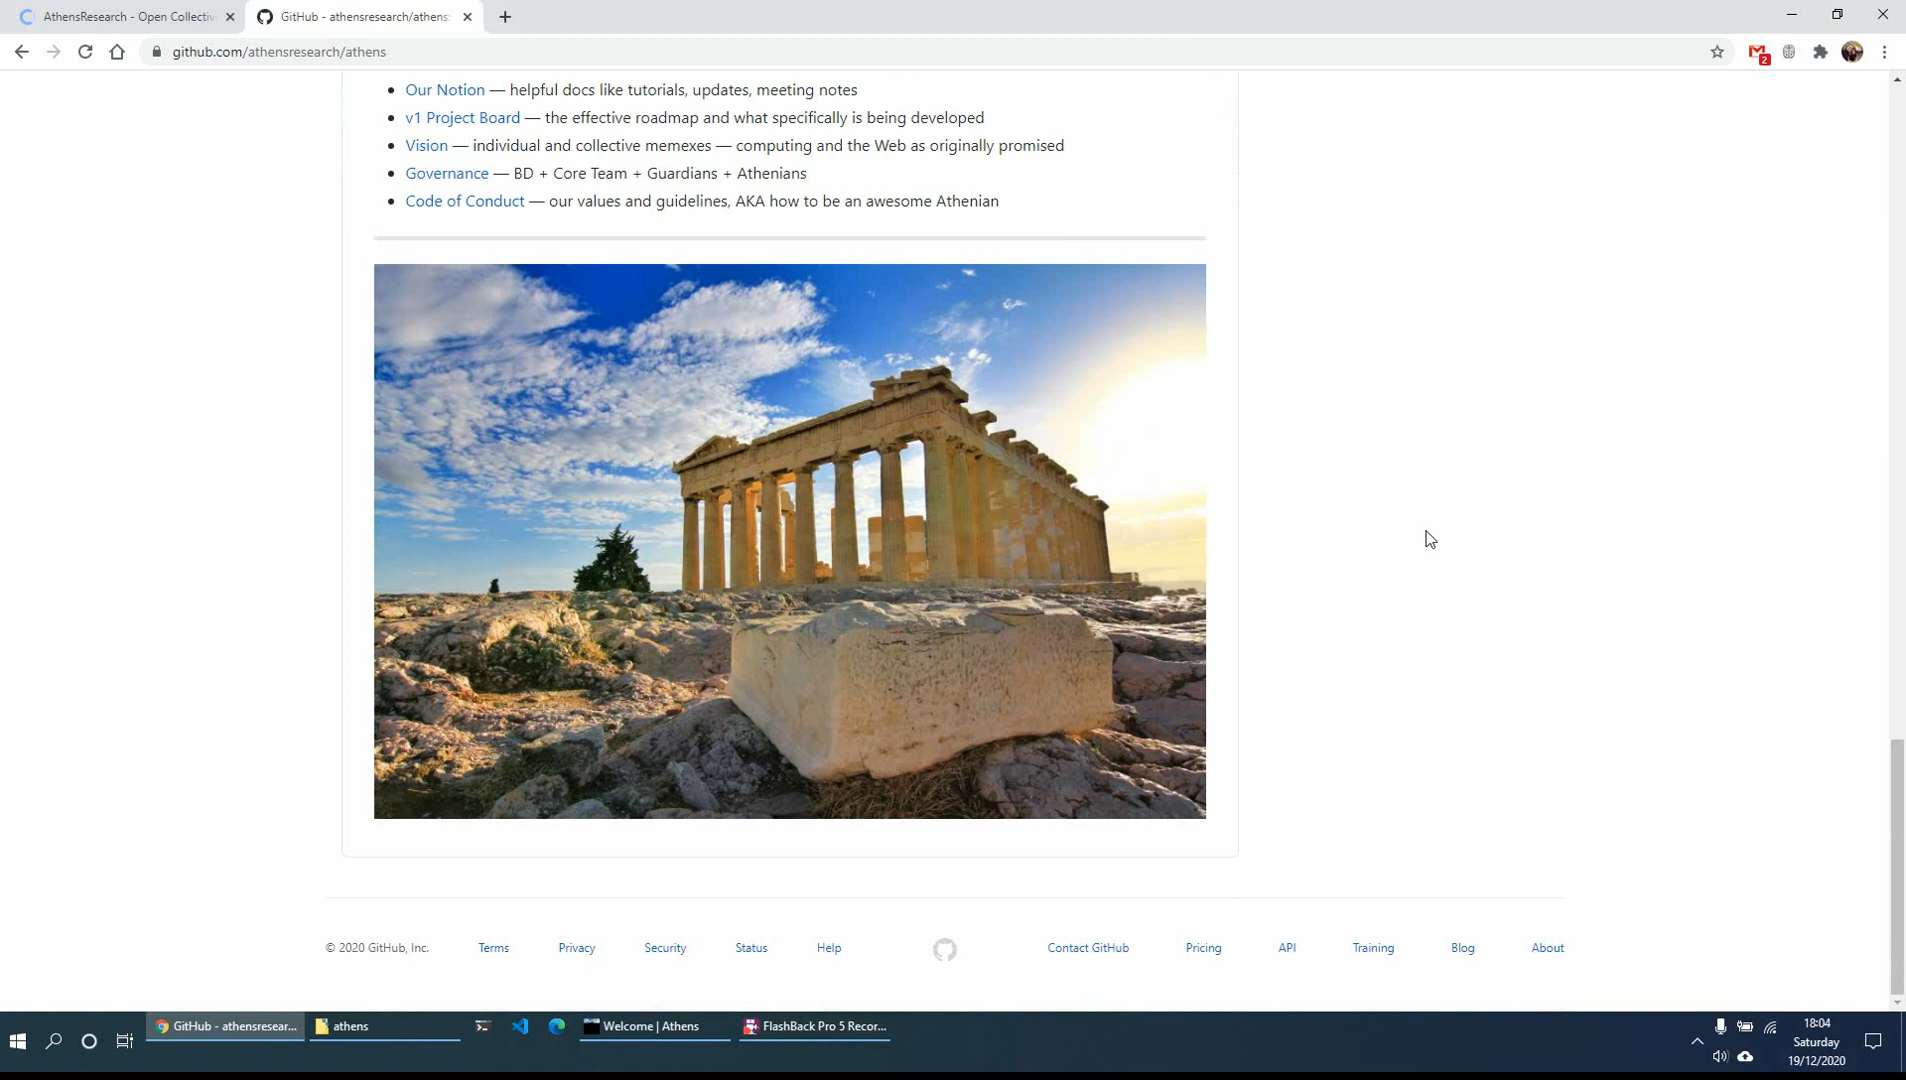 AthensResearch - Open Collectiv
GitHub - athensresearch/athens:
github.com/athensresearch/athens
2
Our Notion — helpful docs like tutorials, updates, meeting notes
v1 Project Board — the effective roadmap and what specifically is being developed
Vision — individual and collective memexes — computing and the Web as originally promised
Governance — BD + Core Team + Guardians + Athenians
Code of Conduct — our values and guidelines, AKA how to be an awesome Athenian
© 2020 GitHub, Inc. Terms Privacy Security Status Help Contact GitHub Pricing API Training Blog About
GitHub - athensresear... athens Welcome | Athens FlashBack Pro 5 Recor...
18:04
Saturday
19/12/2020